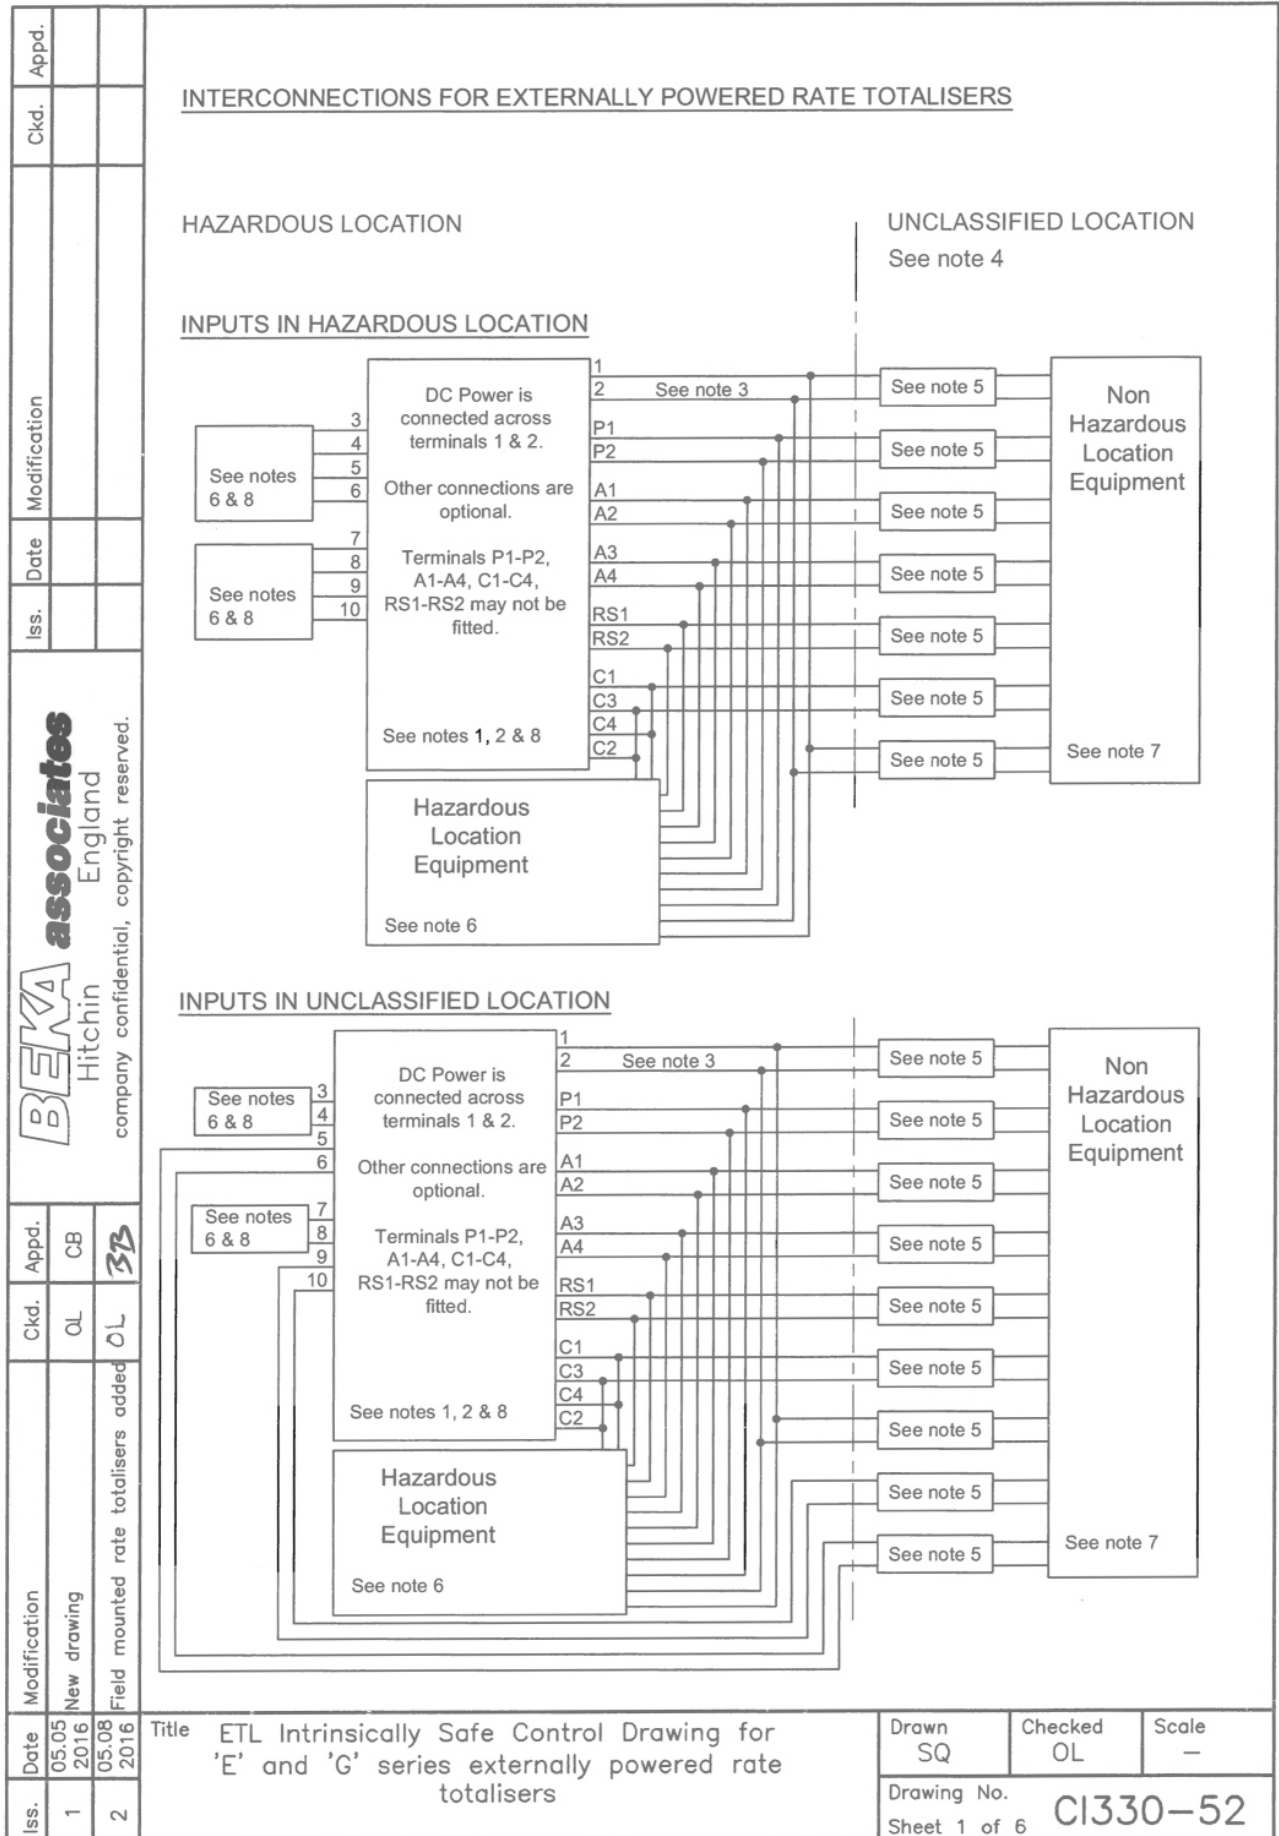 INTERCONNECTIONS FOR EXTERNALLY POWERED RATE TOTALISERS
HAZARDOUS LOCATION
UNCLASSIFIED LOCATION
See note 4
INPUTS IN HAZARDOUS LOCATION
DC Power is
connected across
terminals 1 & 2.
Other connections are
optional.
Terminals P1-P2,
A1-A4, C1-C4,
RS1-RS2 may not be
fitted.
See notes 1, 2 & 8
3
4
5
6
See notes
6 & 8
7
8
9
10
See notes
6 & 8
1
2
See note 3
P1
P2
A1
A2
A3
A4
RS1
RS2
C1
C3
C4
C2
See note 5
See note 5
See note 5
See note 5
See note 5
See note 5
See note 5
Non
Hazardous
Location
Equipment
See note 7
Hazardous
Location
Equipment
See note 6
INPUTS IN UNCLASSIFIED LOCATION
DC Power is
connected across
terminals 1 & 2.
Other connections are
optional.
Terminals P1-P2,
A1-A4, C1-C4,
RS1-RS2 may not be
fitted.
See notes 1, 2 & 8
See notes
6 & 8
3
4
5
6
See notes
6 & 8
7
8
9
10
1
2
See note 3
P1
P2
A1
A2
A3
A4
RS1
RS2
C1
C3
C4
C2
See note 5
See note 5
See note 5
See note 5
See note 5
See note 5
See note 5
See note 5
See note 5
Non
Hazardous
Location
Equipment
See note 7
Hazardous
Location
Equipment
See note 6
Iss. Date Modification Ckd. Appd.
BEKA associates
Hitchin England
company confidential, copyright reserved.
Iss. Date Modification Ckd. Appd.
1 05.05 2016 New drawing OL CB
2 05.08 2016 Field mounted rate totalisers added OL
Title ETL Intrinsically Safe Control Drawing for
'E' and 'G' series externally powered rate
totalisers
Drawn
SQ
Checked
OL
Scale
—
Drawing No.
Sheet 1 of 6
CI330-52